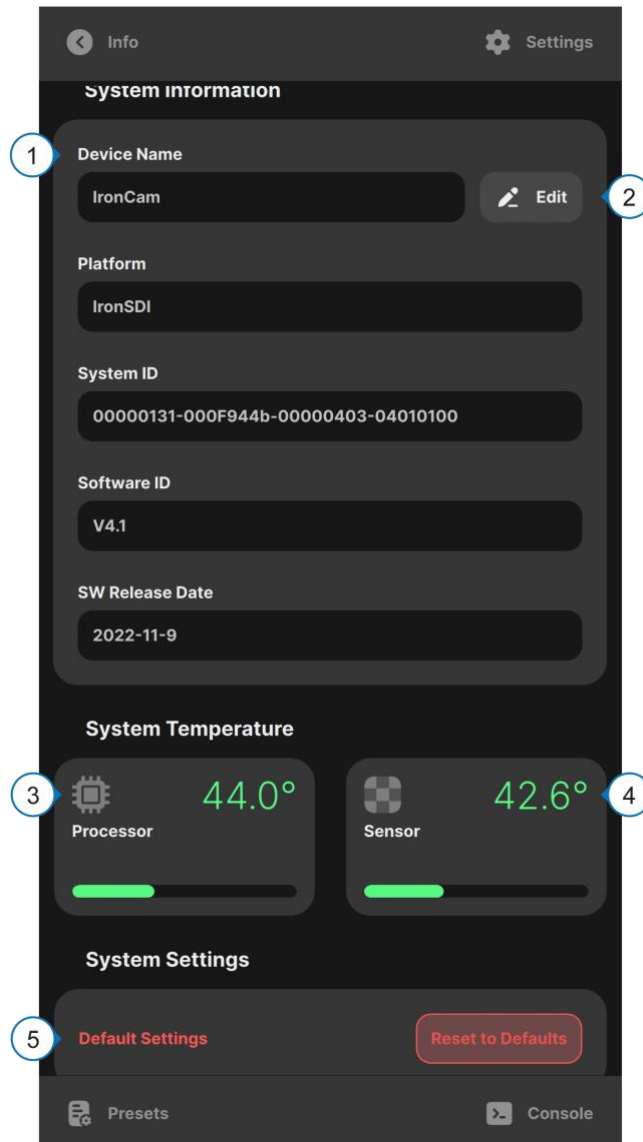 Info Settings
System Information
1 Device Name
IronCam Edit 2
Platform
IronSDI
System ID
00000131-000F944b-00000403-04010100
Software ID
V4.1
SW Release Date
2022-11-9
System Temperature
3 44.0° 42.6° 4
Processor Sensor
System Settings
5 Default Settings Reset to Defaults
Presets Console